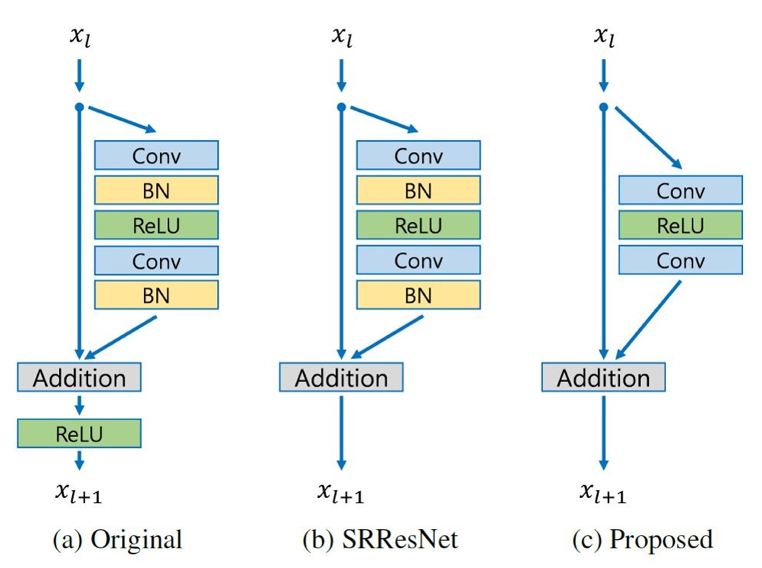 x_l
Conv
BN
ReLU
Conv
BN
Addition
ReLU
x_{l+1}
(a) Original
x_l
Conv
BN
ReLU
Conv
BN
Addition
x_{l+1}
(b) SRResNet
x_l
Conv
ReLU
Conv
Addition
x_{l+1}
(c) Proposed